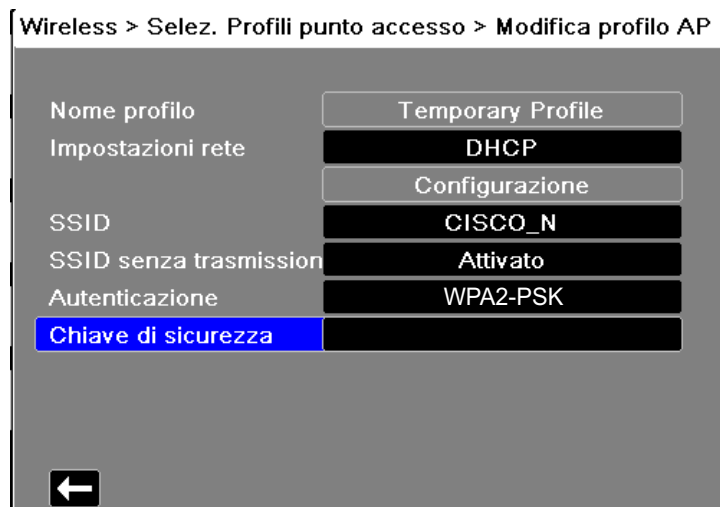 Wireless > Selez. Profili punto accesso > Modifica profilo AP
Nome profilo Temporary Profile
Impostazioni rete DHCP
Configurazione
SSID CISCO_N
SSID senza trasmission Attivato
Autenticazione WPA2-PSK
Chiave di sicurezza